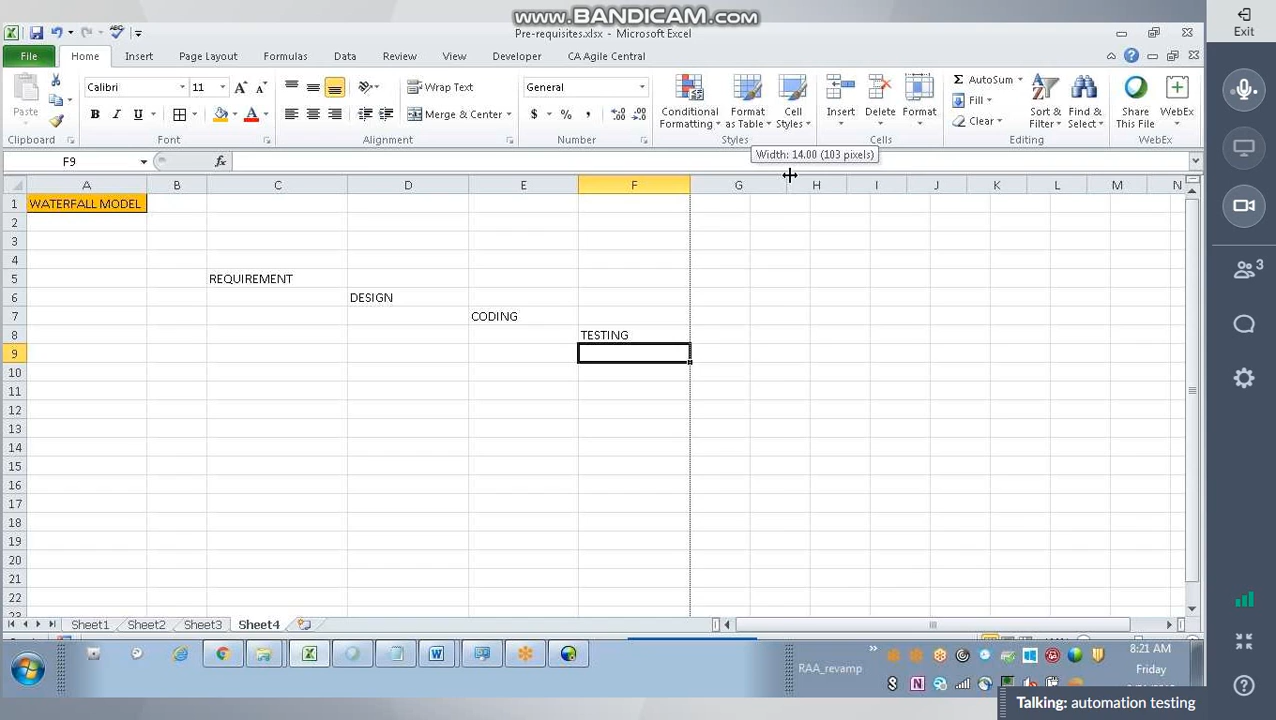 www.BANDICAM.com
Pre-requisites.xlsx - Microsoft Excel
Exit
File Home Insert Page Layout Formulas Data Review View Developer CA Agile Central
Paste
Calibri 11
B I U
Wrap Text
Merge & Center
General
$ % ,
Conditional Formatting
Format as Table
Cell Styles
Insert Delete Format
AutoSum
Fill
Clear
Sort & Filter
Find & Select
Share This File
WebEx
Clipboard Font Alignment Number Styles Cells Editing WebEx
Width: 14.00 (103 pixels)
F9 fx
A B C D E F G H I J K L M N
1 WATERFALL MODEL
2
3
4
5 REQUIREMENT
6 DESIGN
7 CODING
8 TESTING
9
10
11
12
13
14
15
16
17
18
19
20
21
22
23
3
Sheet1 Sheet2 Sheet3 Sheet4
RAA_revamp
8:21 AM
Friday
Talking: automation testing